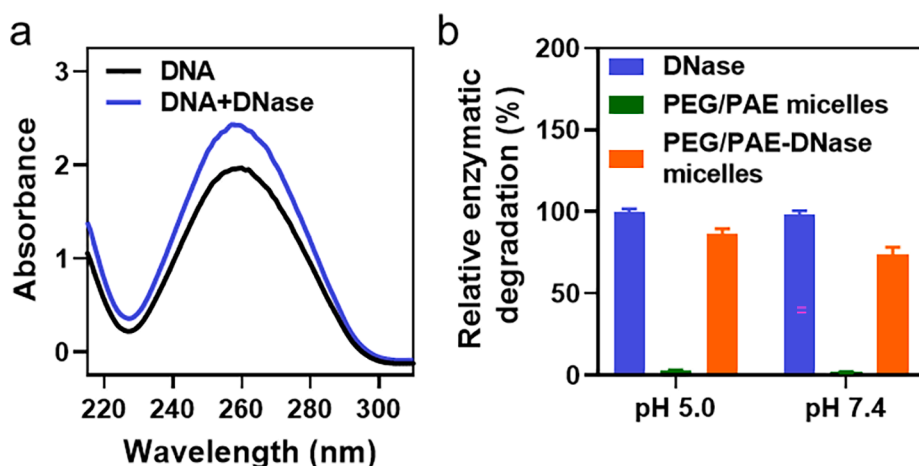 a
3
2
1
0
Absorbance
DNA
DNA+DNase
220 240 260 280 300
Wavelength (nm)
b
200
150
100
50
0
Relative enzymatic
degradation (%)
DNase
PEG/PAE micelles
PEG/PAE-DNase
micelles
pH 5.0 pH 7.4